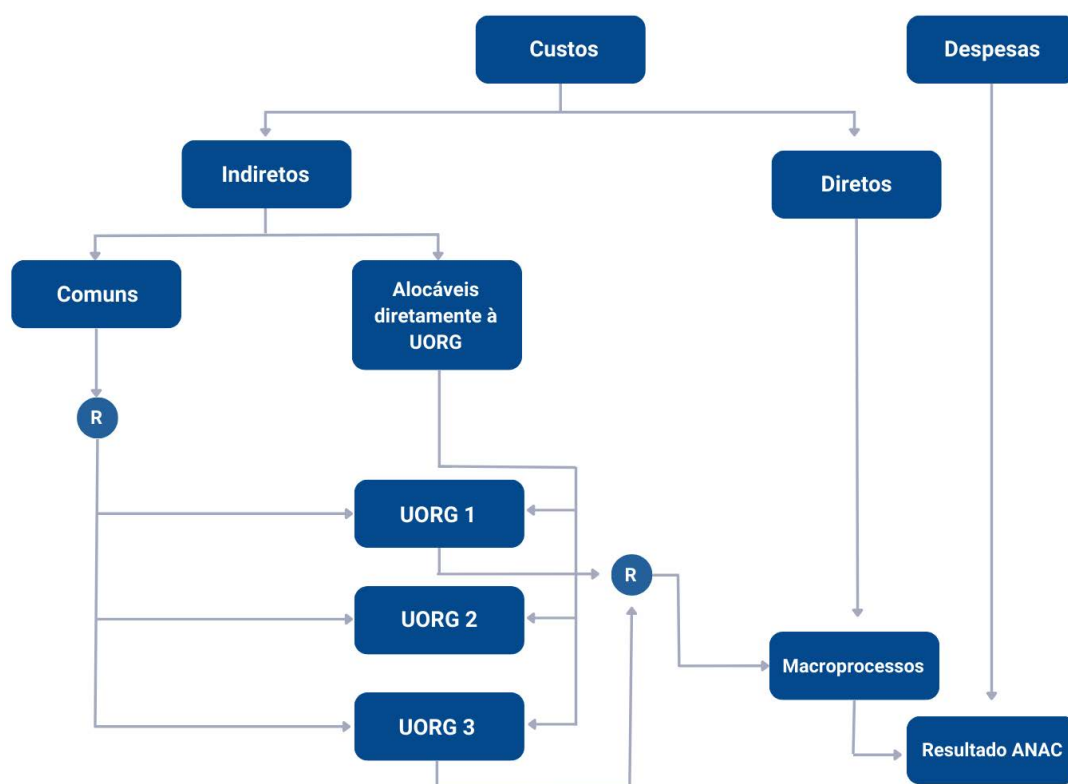 Custos
Despesas
Indiretos
Diretos
Comuns
Alocáveis
diretamente à
UORG
R
UORG 1
R
UORG 2
Macroprocessos
UORG 3
Resultado ANAC